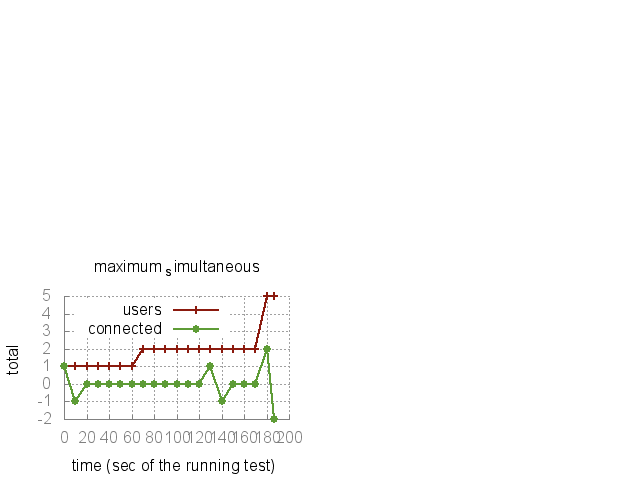 maximum simultaneous
users
connected
5
4
3
2
1
0
-1
-2
total
0 20 40 60 80 100 120 140 160 180 200
time (sec of the running test)